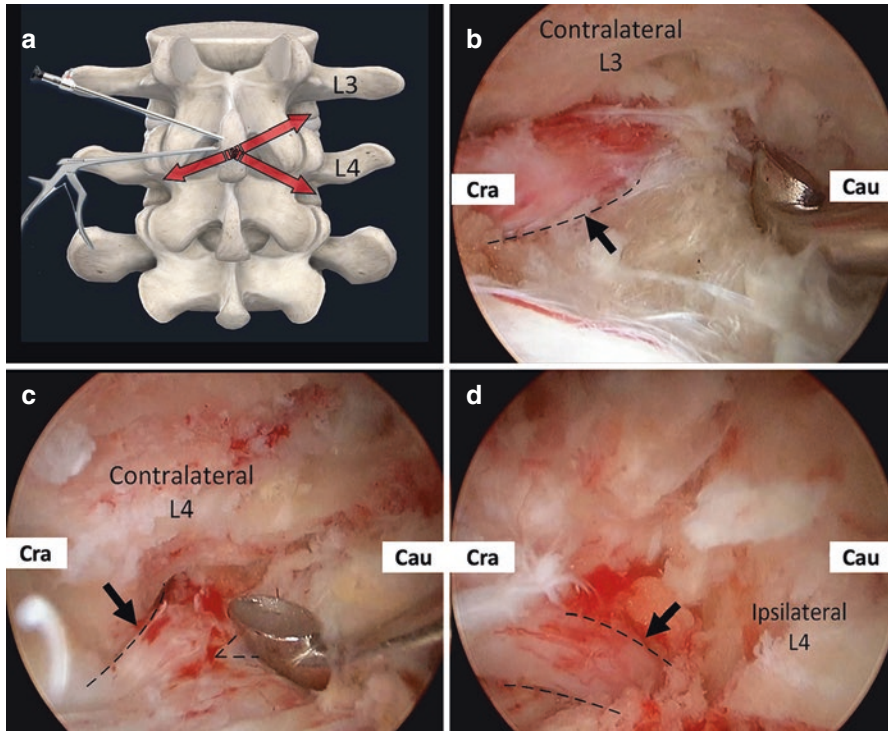 a
L3
L4
b
Contralateral
L3
Cra
Cau
c
Contralateral
L4
Cra
Cau
d
Cra
Cau
Ipsilateral
L4